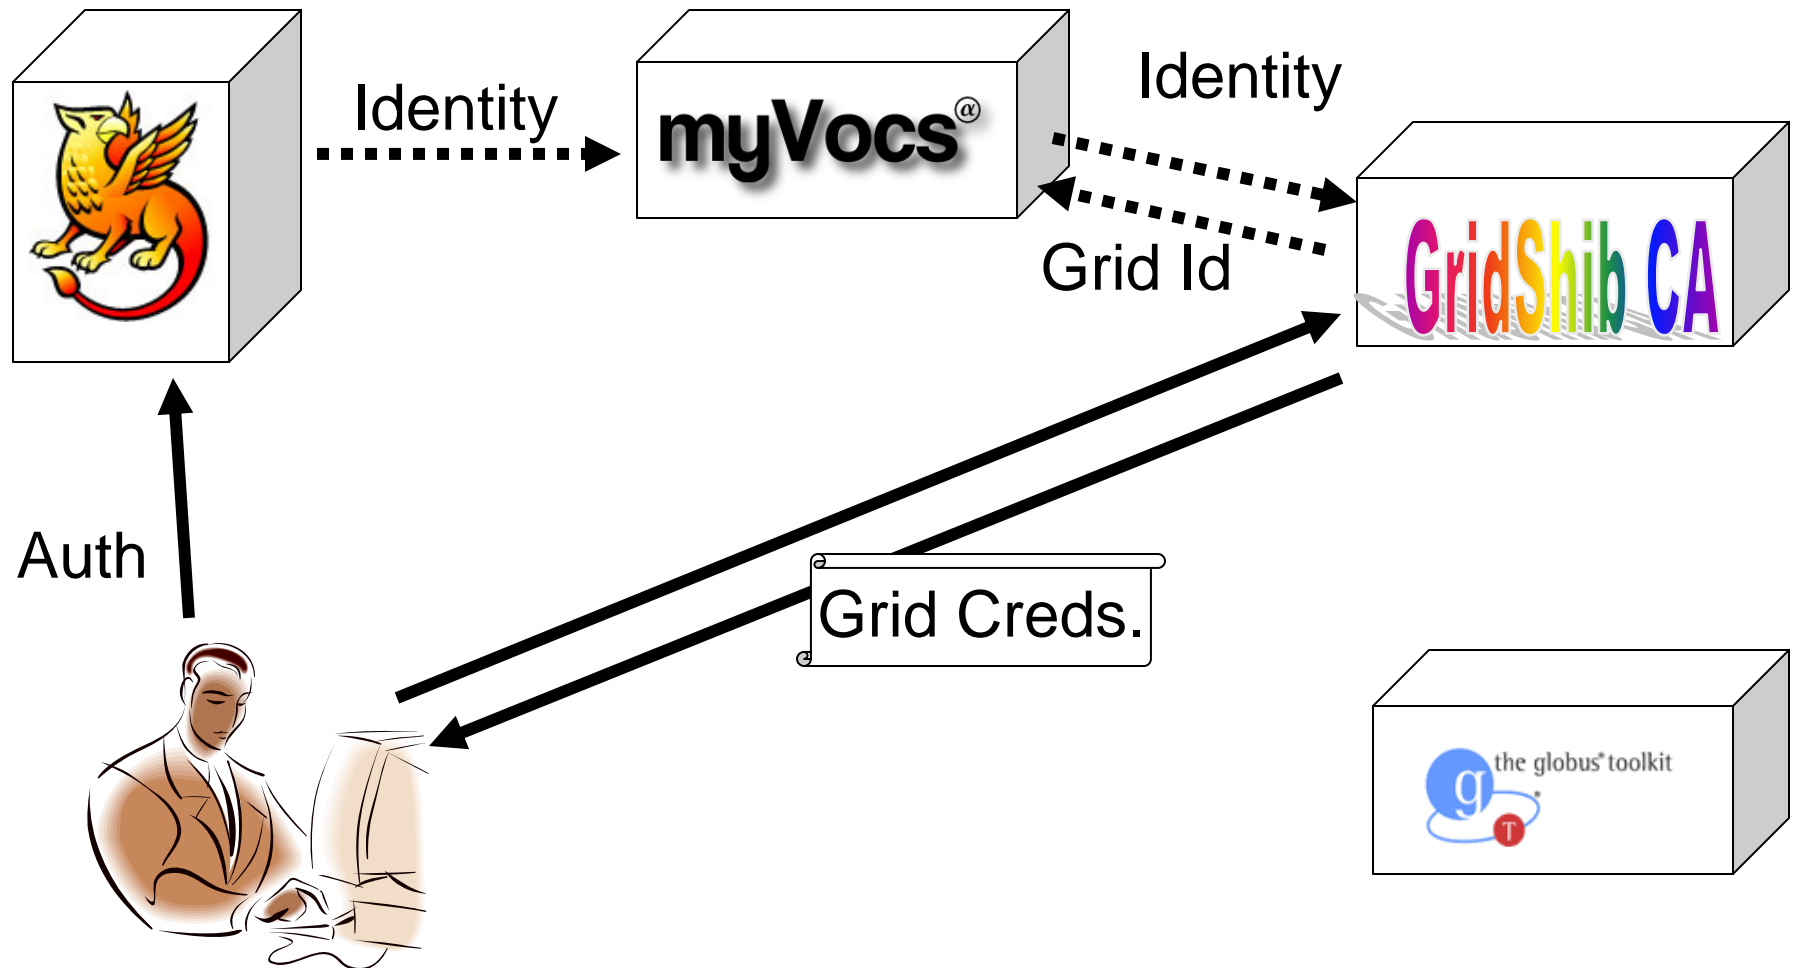 Identity
myVocs®
Identity
Grid Id
GridShib CA
Auth
Grid Creds.
the globus® toolkit
g
T